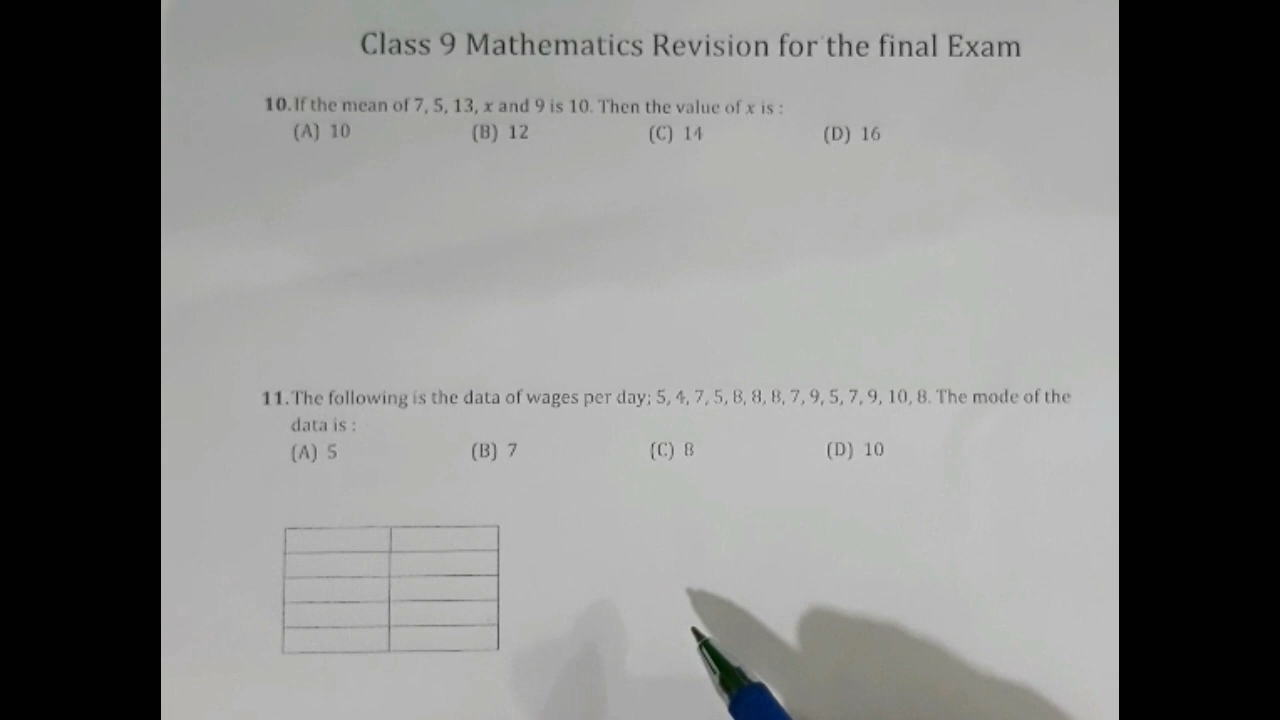 Class 9 Mathematics Revision for the final Exam
10. If the mean of 7, 5, 13, x and 9 is 10. Then the value of x is :
(A) 10 (B) 12 (C) 14 (D) 16
11. The following is the data of wages per day; 5, 4, 7, 5, 8, 8, 8, 7, 9, 5, 7, 9, 10, 8. The mode of the
data is :
(A) 5 (B) 7 (C) 8 (D) 10